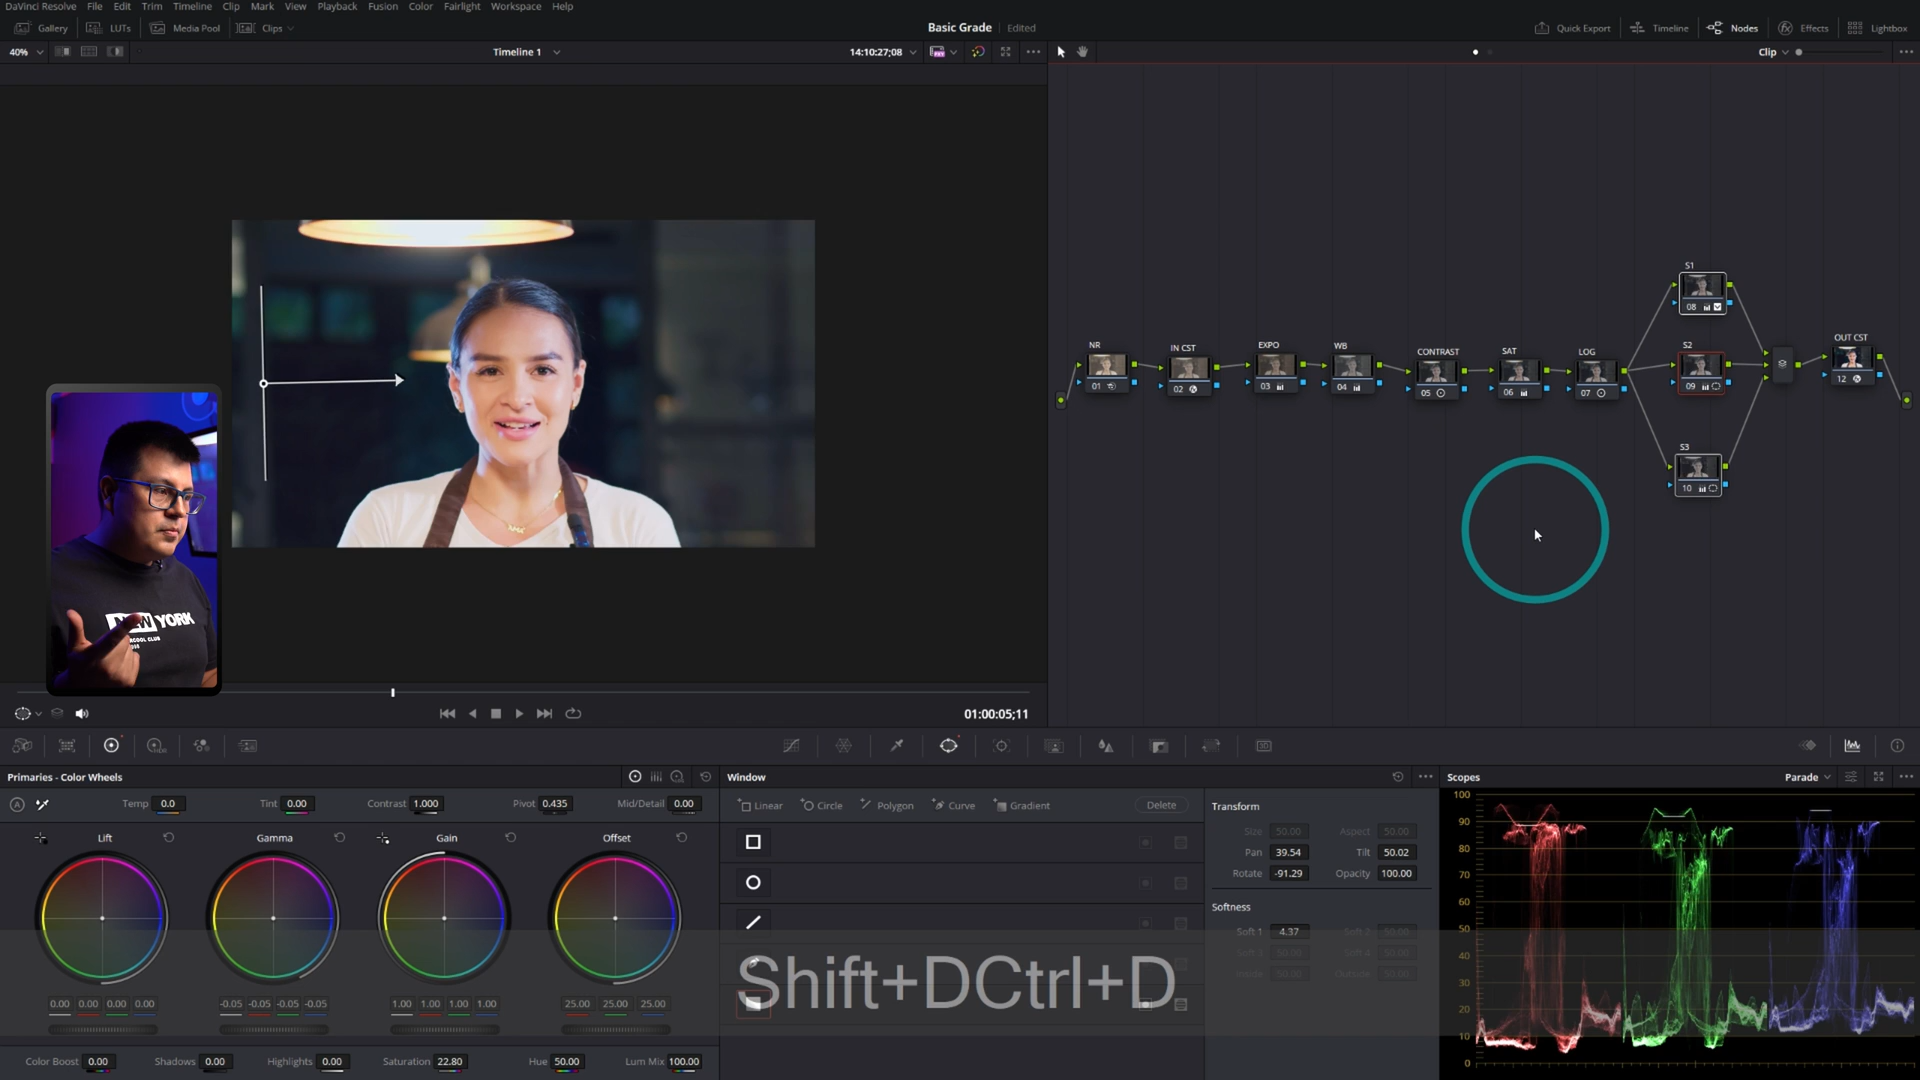 DaVinci Resolve File Edit Trim Timeline Clip Mark View Playback Fusion Color Fairlight Workspace Help
Gallery LUTs Media Pool Clips Basic Grade Edited Quick Export Timeline Nodes Effects Lightbox
40% Timeline 1 14:10:27;08 Clip
S1
08
NR IN CST EXPO WB CONTRAST SAT LOG S2 OUT CST
01 02 03 04 05 06 07 09 12
S3
10
NEW YORK
01:00:05;11
Primaries - Color Wheels
Temp 0.0 Tint 0.00 Contrast 1.000 Pivot 0.435 Mid/Detail 0.00
Lift Gamma Gain Offset
0.00 0.00 0.00 0.00 -0.05 -0.05 -0.05 -0.05 1.00 1.00 1.00 1.00 25.00 25.00 25.00
Color Boost 0.00 Shadows 0.00 Highlights 0.00 Saturation 22.80 Hue 50.00 Lum Mix 100.00
Window
Linear Circle Polygon Curve Gradient Delete
Transform
Size 50.00 Aspect 50.00
Pan 39.54 Tilt 50.02
Rotate -91.29 Opacity 100.00
Softness
Soft 1 4.37 Soft 2 50.00
Shift+DCtrl+D
Scopes Parade
100
90
80
70
60
50
40
30
20
10
0